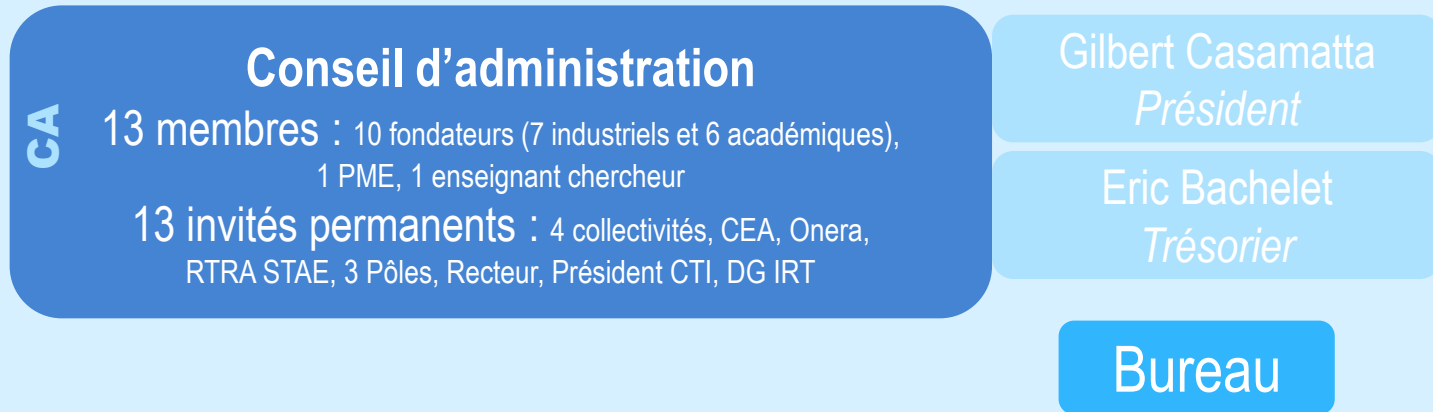 CA
Conseil d’administration
13 membres : 10 fondateurs (7 industriels et 6 académiques),
1 PME, 1 enseignant chercheur
13 invités permanents : 4 collectivités, CEA, Onera,
RTRA STAE, 3 Pôles, Recteur, Président CTI, DG IRT
Gilbert Casamatta
Président
Eric Bachelet
Trésorier
Bureau